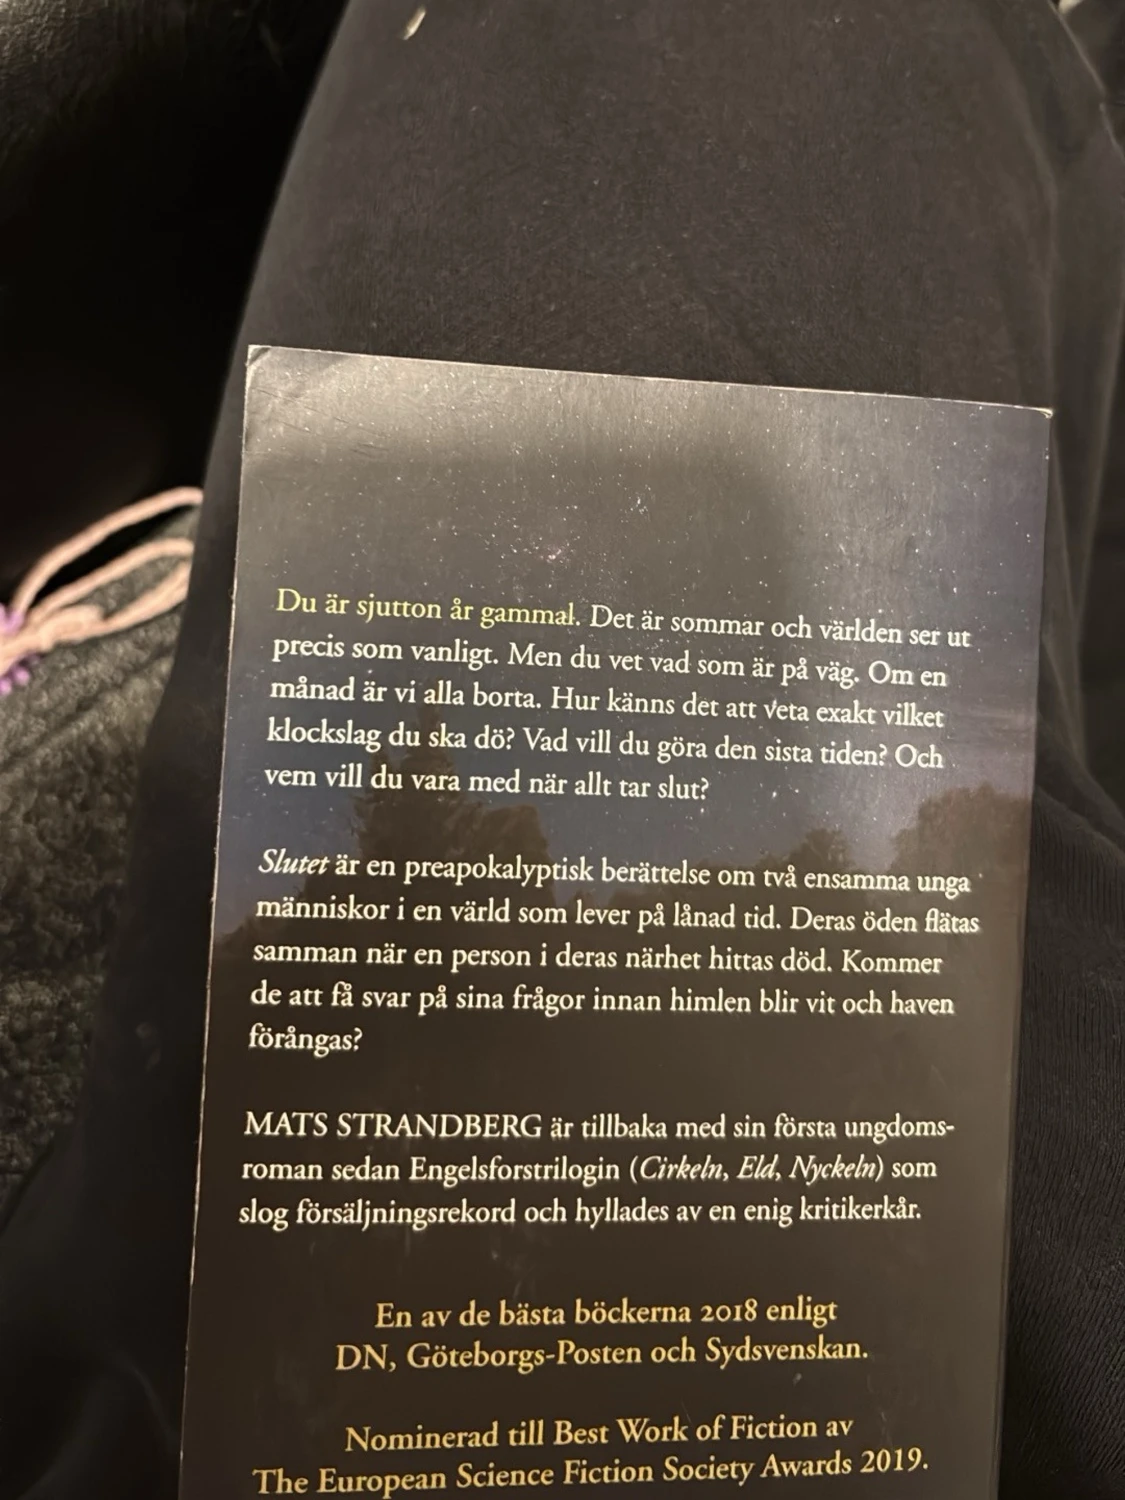 Du är sjutton år gammal. Det är sommar och världen ser ut
precis som vanligt. Men du vet vad som är på väg. Om en
månad är vi alla borta. Hur känns det att veta exakt vilket
klockslag du ska dö? Vad vill du göra den sista tiden? Och
vem vill du vara med när allt tar slut?
Slutet är en preapokalyptisk berättelse om två ensamma unga
människor i en värld som lever på lånad tid. Deras öden flätas
samman när en person i deras närhet hittas död. Kommer
de att få svar på sina frågor innan himlen blir vit och haven
förångas?
MATS STRANDBERG är tillbaka med sin första ungdoms-
roman sedan Engelsforstrilogin (Cirkeln, Eld, Nyckeln) som
slog försäljningsrekord och hyllades av en enig kritikerkår.
En av de bästa böckerna 2018 enligt
DN, Göteborgs-Posten och Sydsvenskan.
Nominerad till Best Work of Fiction av
The European Science Fiction Society Awards 2019.